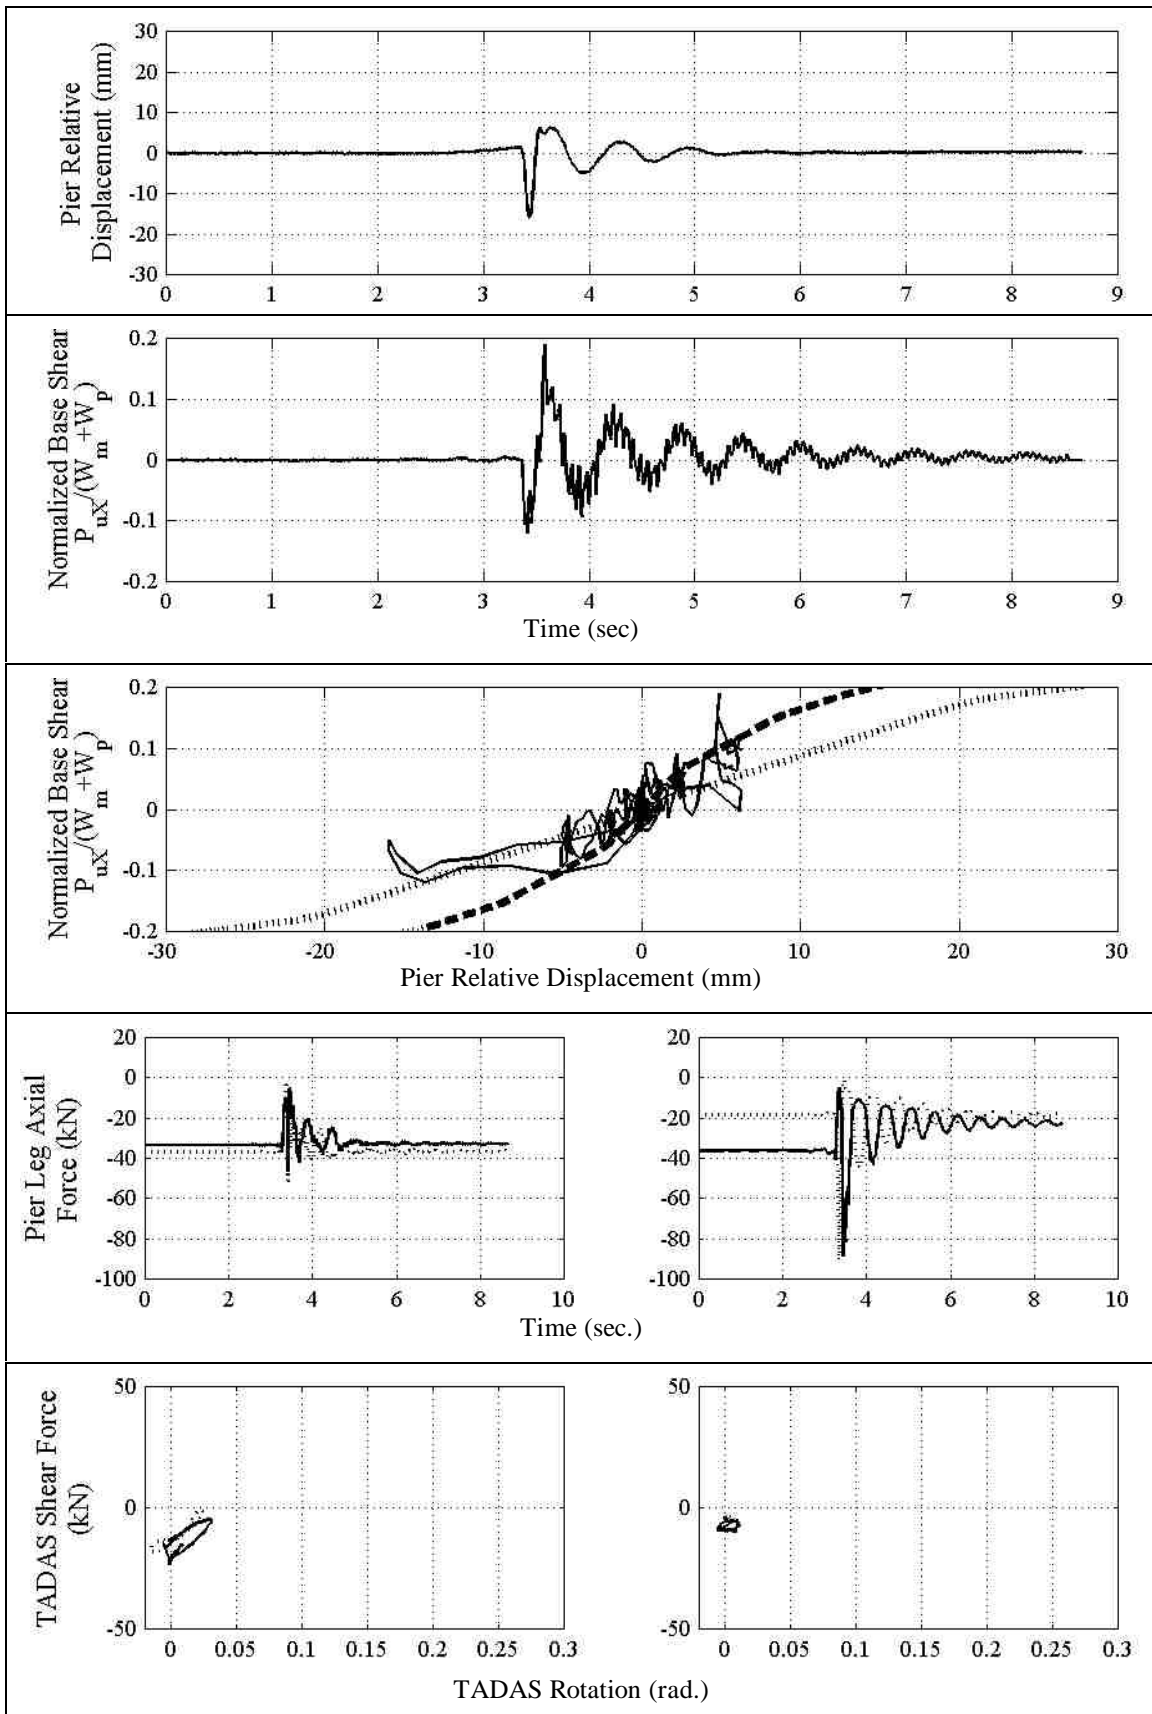 Pier Relative
Displacement (mm)
30
20
10
0
-10
-20
-30
0 1 2 3 4 5 6 7 8 9
Normalized Base Shear
P_uX/(W_m+W_p)
0.2
0.1
0
-0.1
-0.2
0 1 2 3 4 5 6 7 8 9
Time (sec)
Normalized Base Shear
P_uX/(W_m+W_p)
0.2
0.1
0
-0.1
-0.2
-30 -20 -10 0 10 20 30
Pier Relative Displacement (mm)
Pier Leg Axial
Force (kN)
20
0
-20
-40
-60
-80
-100
0 2 4 6 8 10
20
0
-20
-40
-60
-80
-100
0 2 4 6 8 10
Time (sec.)
TADAS Shear Force
(kN)
50
0
-50
0 0.05 0.1 0.15 0.2 0.25 0.3
50
0
-50
0 0.05 0.1 0.15 0.2 0.25 0.3
TADAS Rotation (rad.)